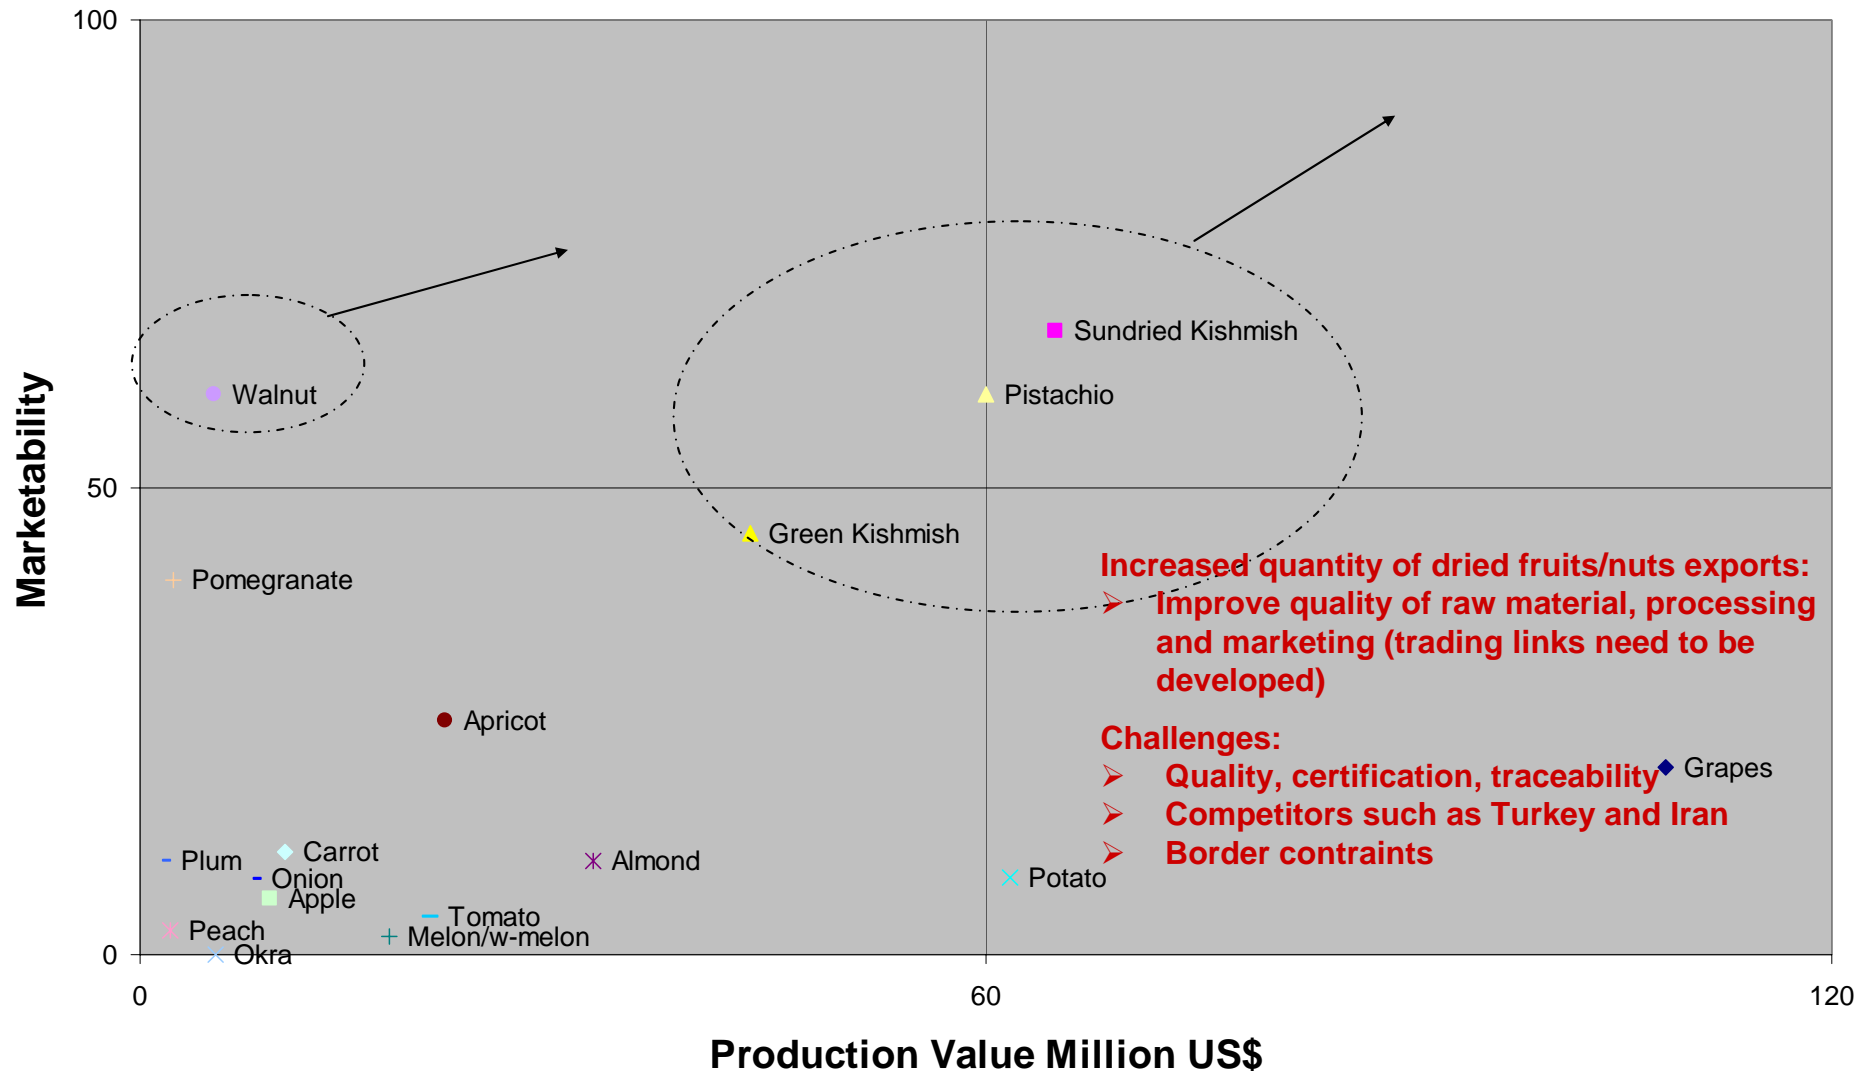 100
Sundried Kishmish
Walnut
Pistachio
Marketability
50
Green Kishmish
Increased quantity of dried fruits/nuts exports:
Pomegranate
➢ Improve quality of raw material, processing
and marketing (trading links need to be
developed)
Apricot
Challenges:
➢ Quality, certification, traceability
Grapes
➢ Competitors such as Turkey and Iran
➢ Border contraints
Carrot
Plum
Almond
Onion
Potato
Apple
Tomato
Peach
Melon/w-melon
0
Okra
0
60
120
Production Value Million US$